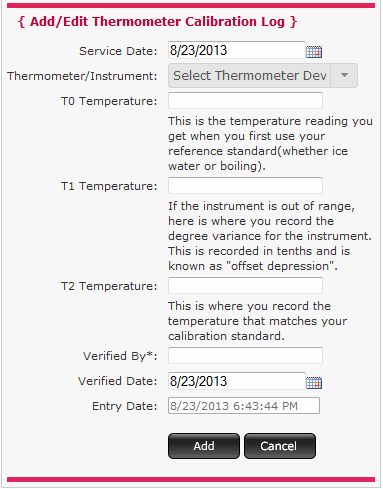 { Add/Edit Thermometer Calibration Log }
Service Date: 8/23/2013
Thermometer/Instrument: Select Thermometer Dev
T0 Temperature:
This is the temperature reading you
get when you first use your
reference standard(whether ice
water or boiling).
T1 Temperature:
If the instrument is out of range,
here is where you record the
degree variance for the instrument.
This is recorded in tenths and is
known as "offset depression".
T2 Temperature:
This is where you record the
temperature that matches your
calibration standard.
Verified By*:
Verified Date: 8/23/2013
Entry Date: 8/23/2013 6:43:44 PM
Add Cancel